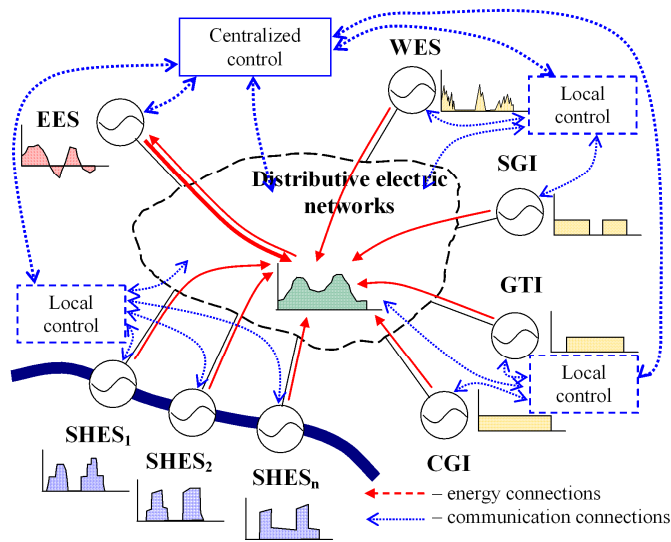 Centralized
control
WES
Local
control
EES
SGI
Distributive electric
networks
GTI
Local
control
Local
control
SHES1
SHES2
SHESn
CGI
– energy connections
– communication connections